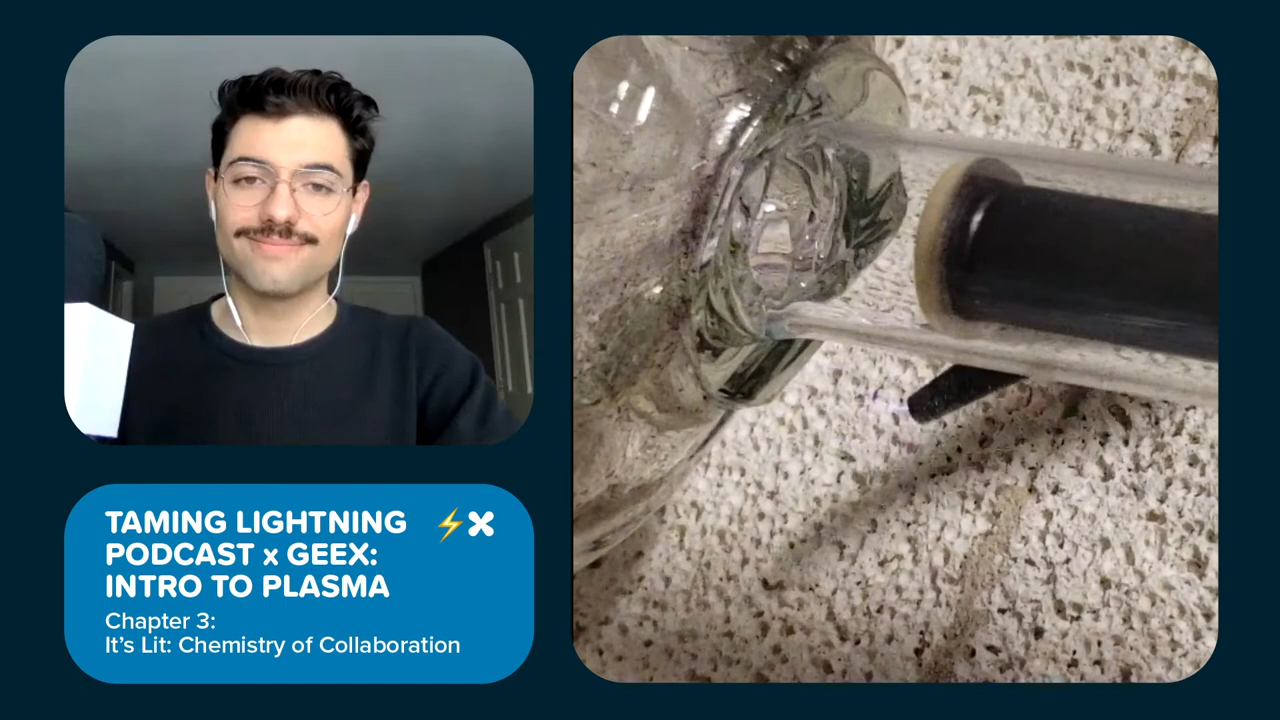 TAMING LIGHTNING
PODCAST x GEEX:
INTRO TO PLASMA
Chapter 3:
It’s Lit: Chemistry of Collaboration